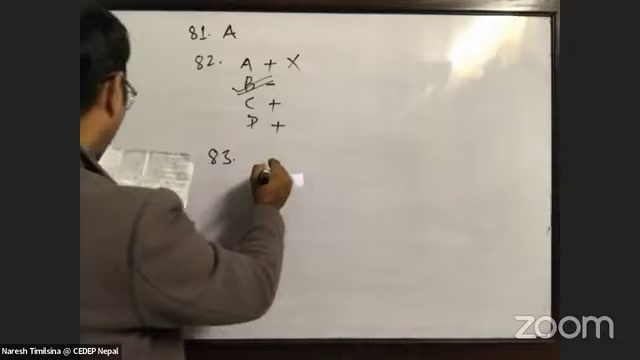 81. A
82. A + X
B -
C +
D +
83.
zoom
Naresh Timilsina @ CEDEP Nepal